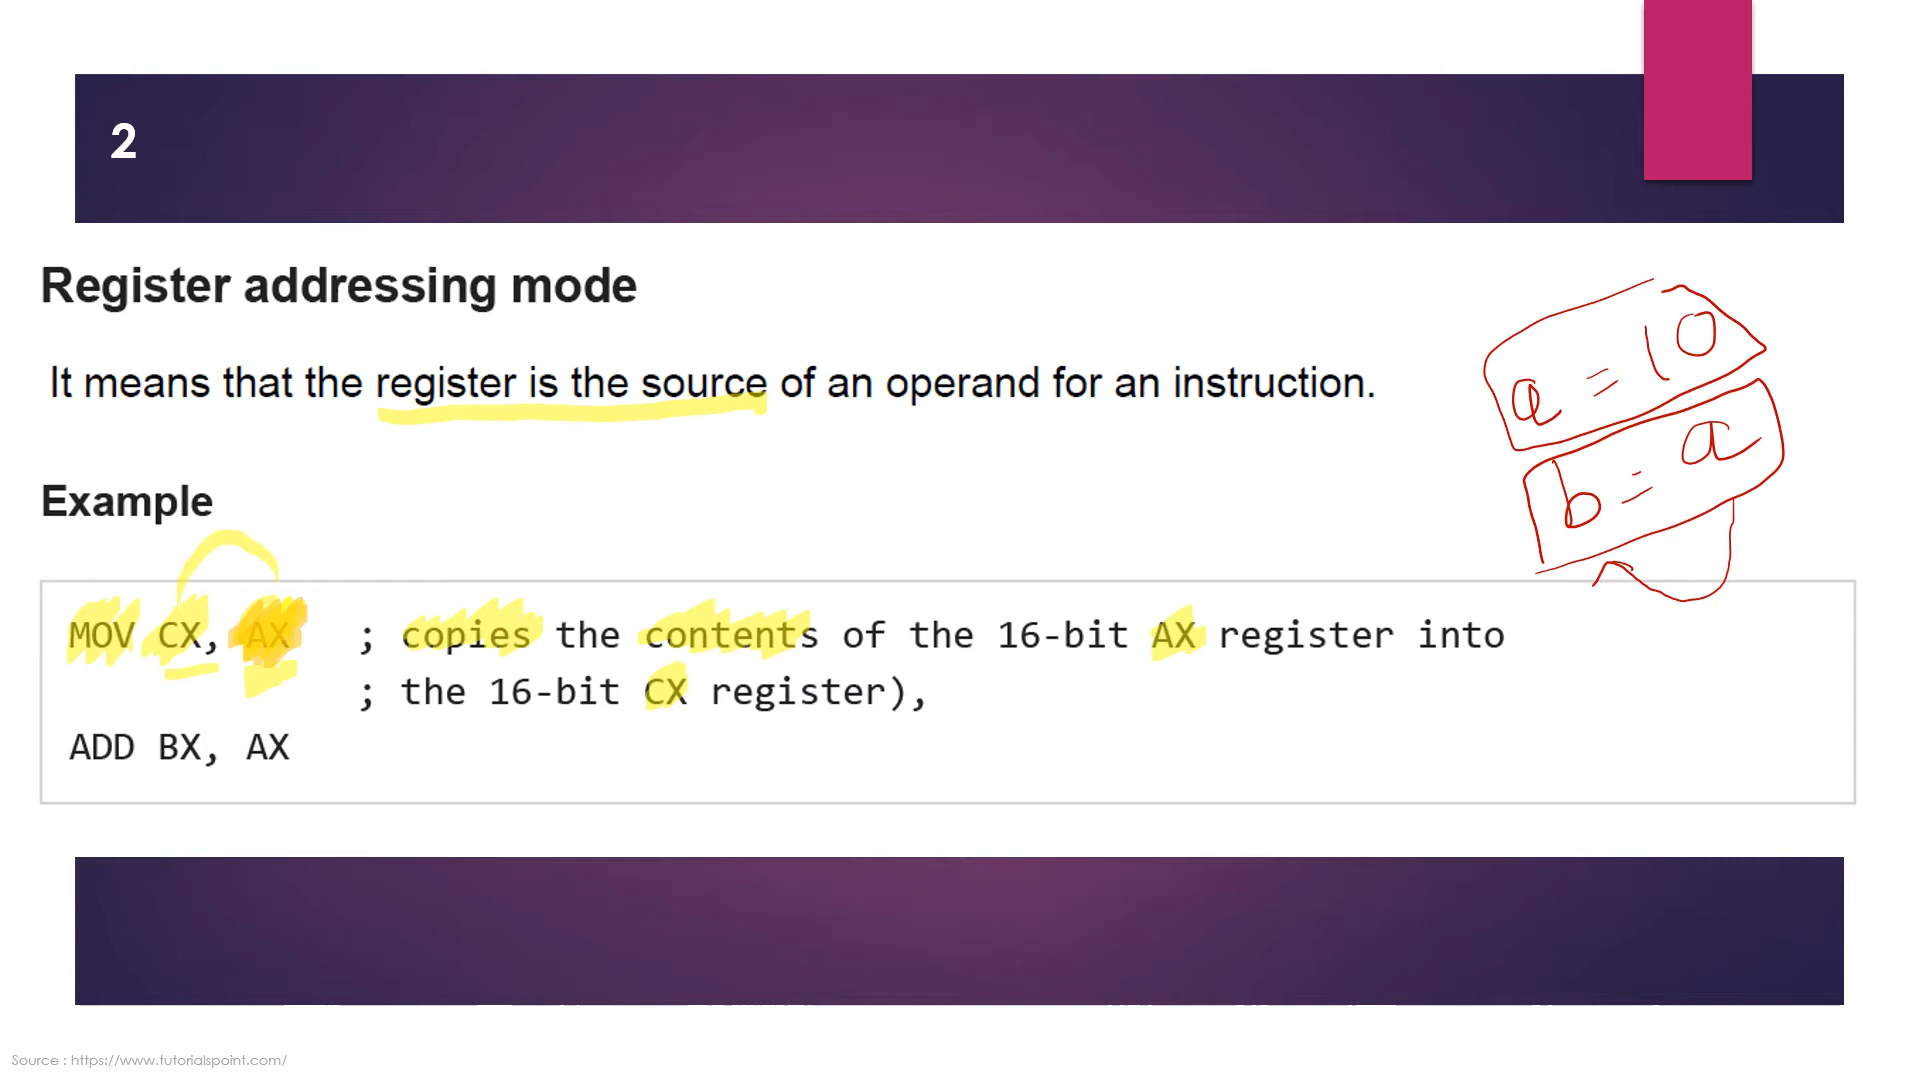 2
Register addressing mode
It means that the register is the source of an operand for an instruction.
a = 10
b = a
Example
MOV CX, AX ; copies the contents of the 16-bit AX register into
; the 16-bit CX register),
ADD BX, AX
Source : https://www.tutorialspoint.com/